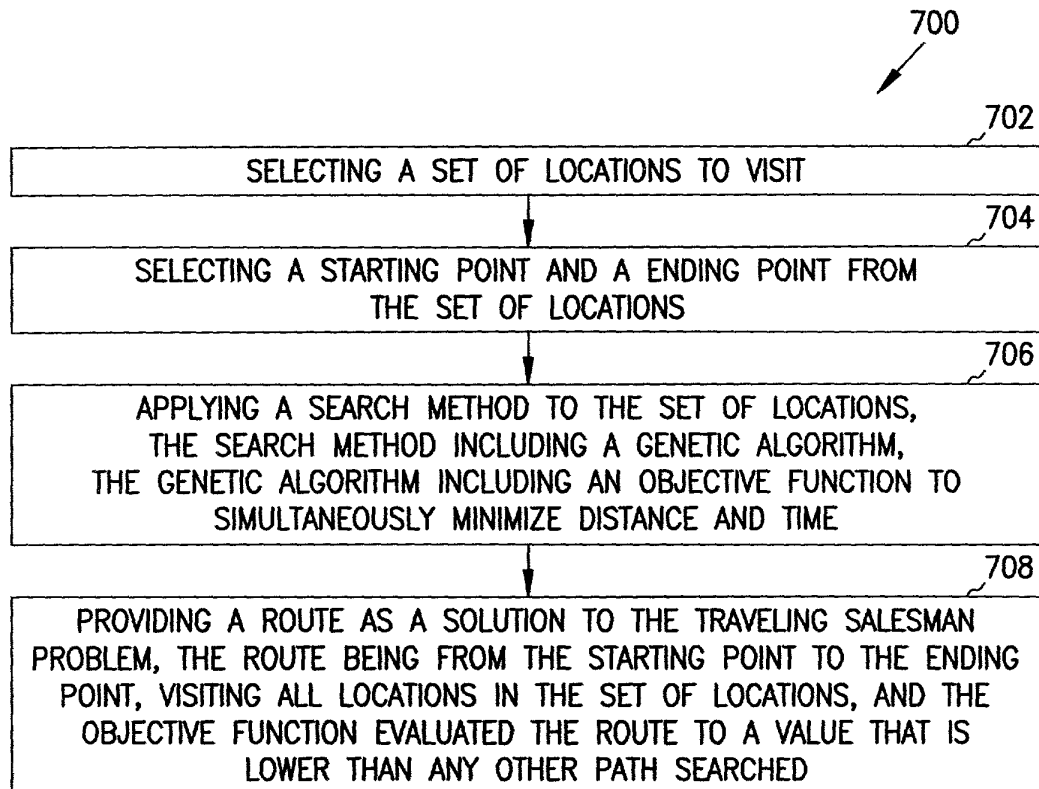 700
702
SELECTING A SET OF LOCATIONS TO VISIT
704
SELECTING A STARTING POINT AND A ENDING POINT FROM
THE SET OF LOCATIONS
706
APPLYING A SEARCH METHOD TO THE SET OF LOCATIONS,
THE SEARCH METHOD INCLUDING A GENETIC ALGORITHM,
THE GENETIC ALGORITHM INCLUDING AN OBJECTIVE FUNCTION TO
SIMULTANEOUSLY MINIMIZE DISTANCE AND TIME
708
PROVIDING A ROUTE AS A SOLUTION TO THE TRAVELING SALESMAN
PROBLEM, THE ROUTE BEING FROM THE STARTING POINT TO THE ENDING
POINT, VISITING ALL LOCATIONS IN THE SET OF LOCATIONS, AND THE
OBJECTIVE FUNCTION EVALUATED THE ROUTE TO A VALUE THAT IS
LOWER THAN ANY OTHER PATH SEARCHED